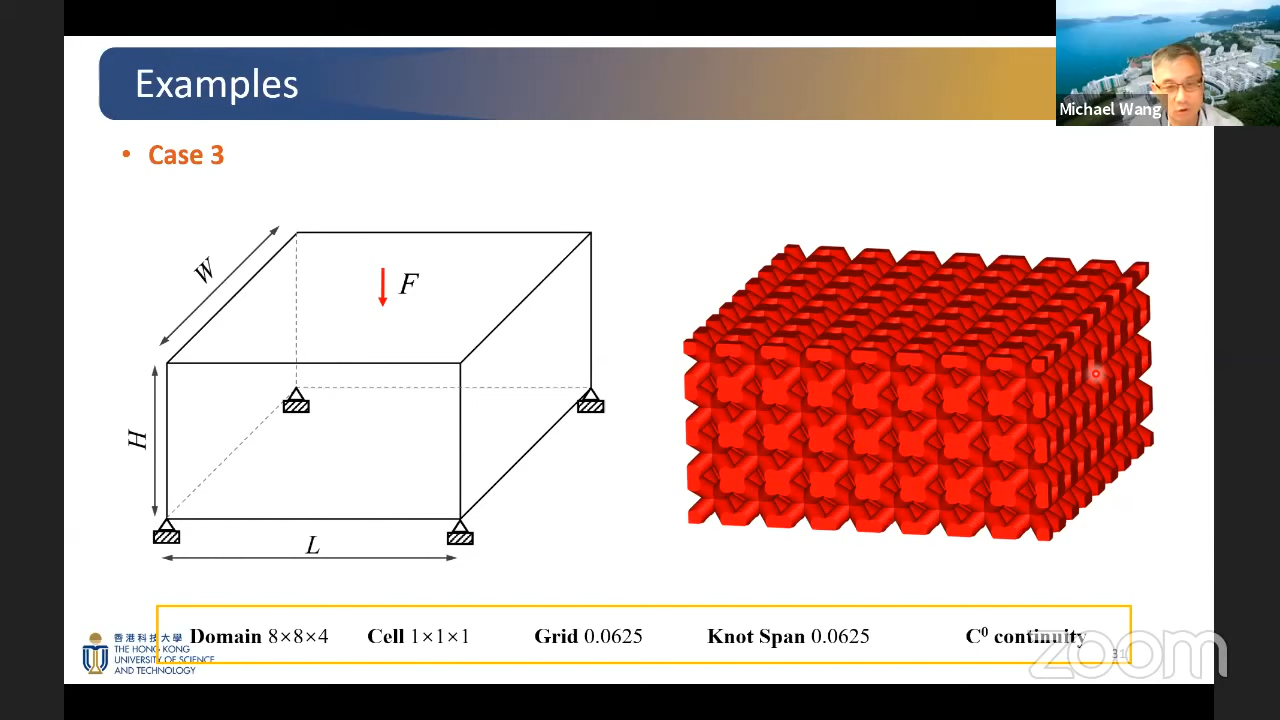 Examples
Michael Wang
• Case 3
W
F
H
L
Domain 8×8×4 Cell 1×1×1 Grid 0.0625 Knot Span 0.0625 C⁰ continuity
香港科技大學
THE HONG KONG
UNIVERSITY OF SCIENCE
AND TECHNOLOGY
31
zoom